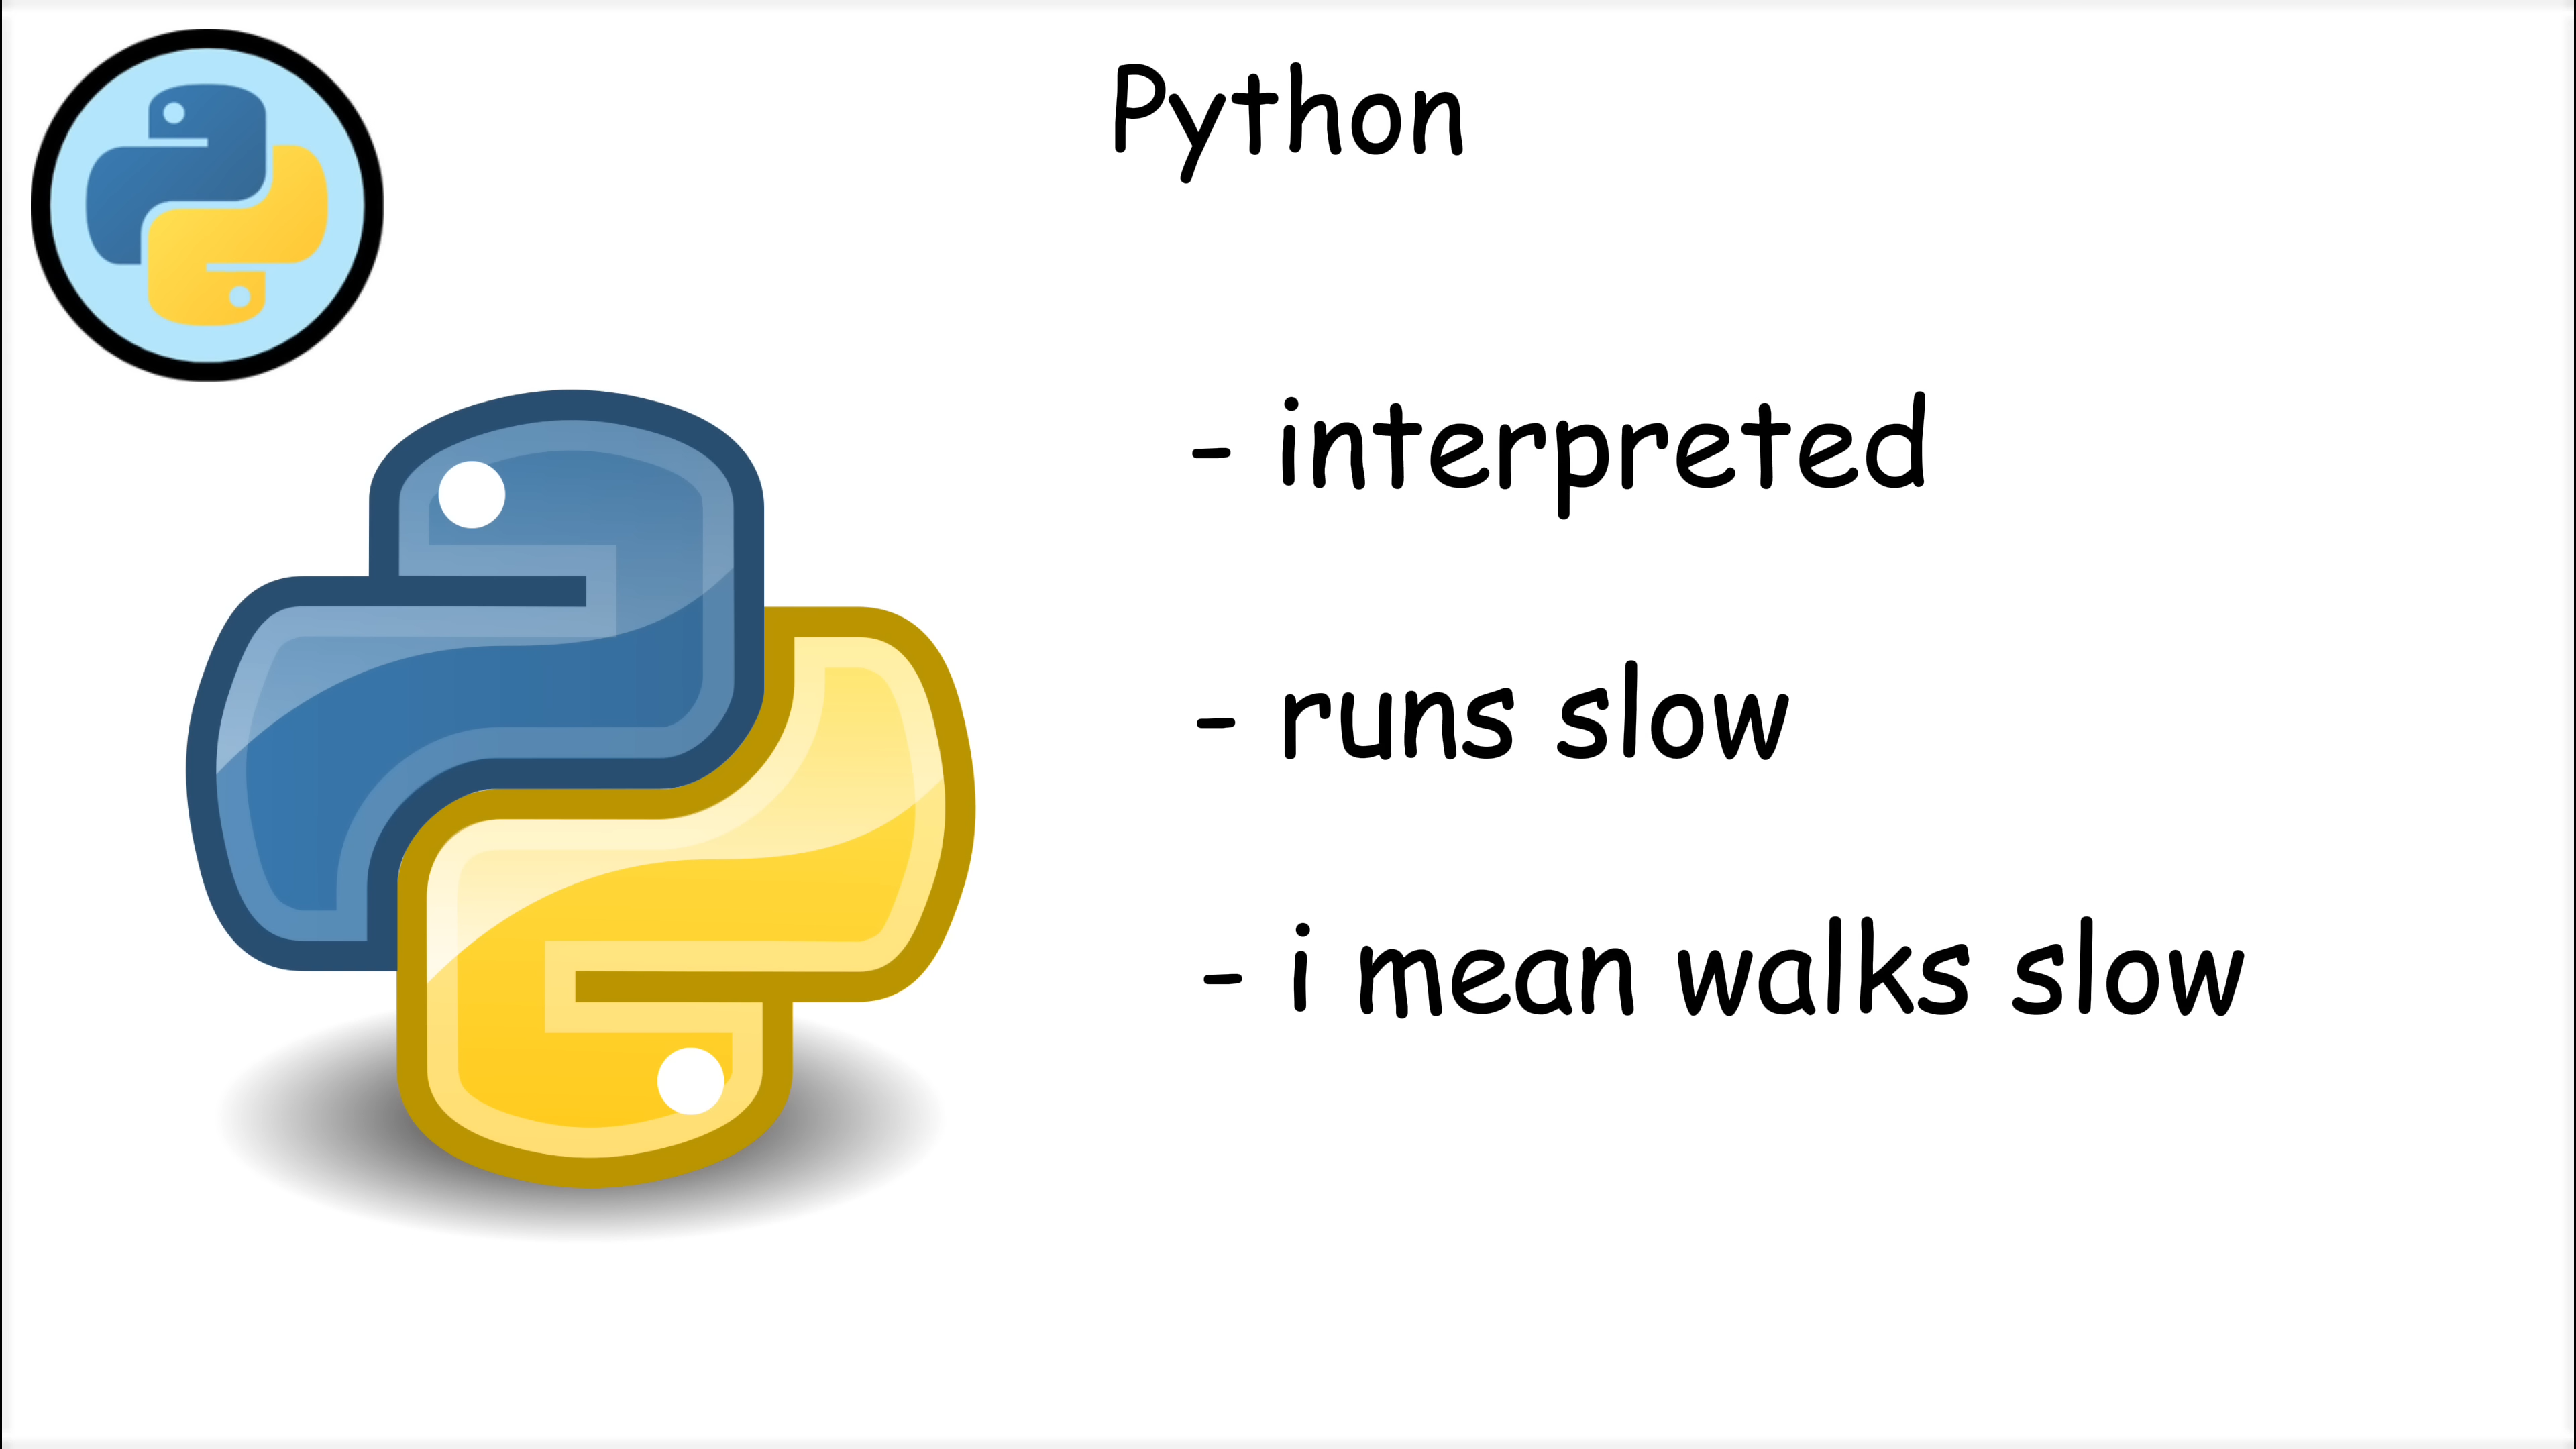 Python
- interpreted
- runs slow
- i mean walks slow